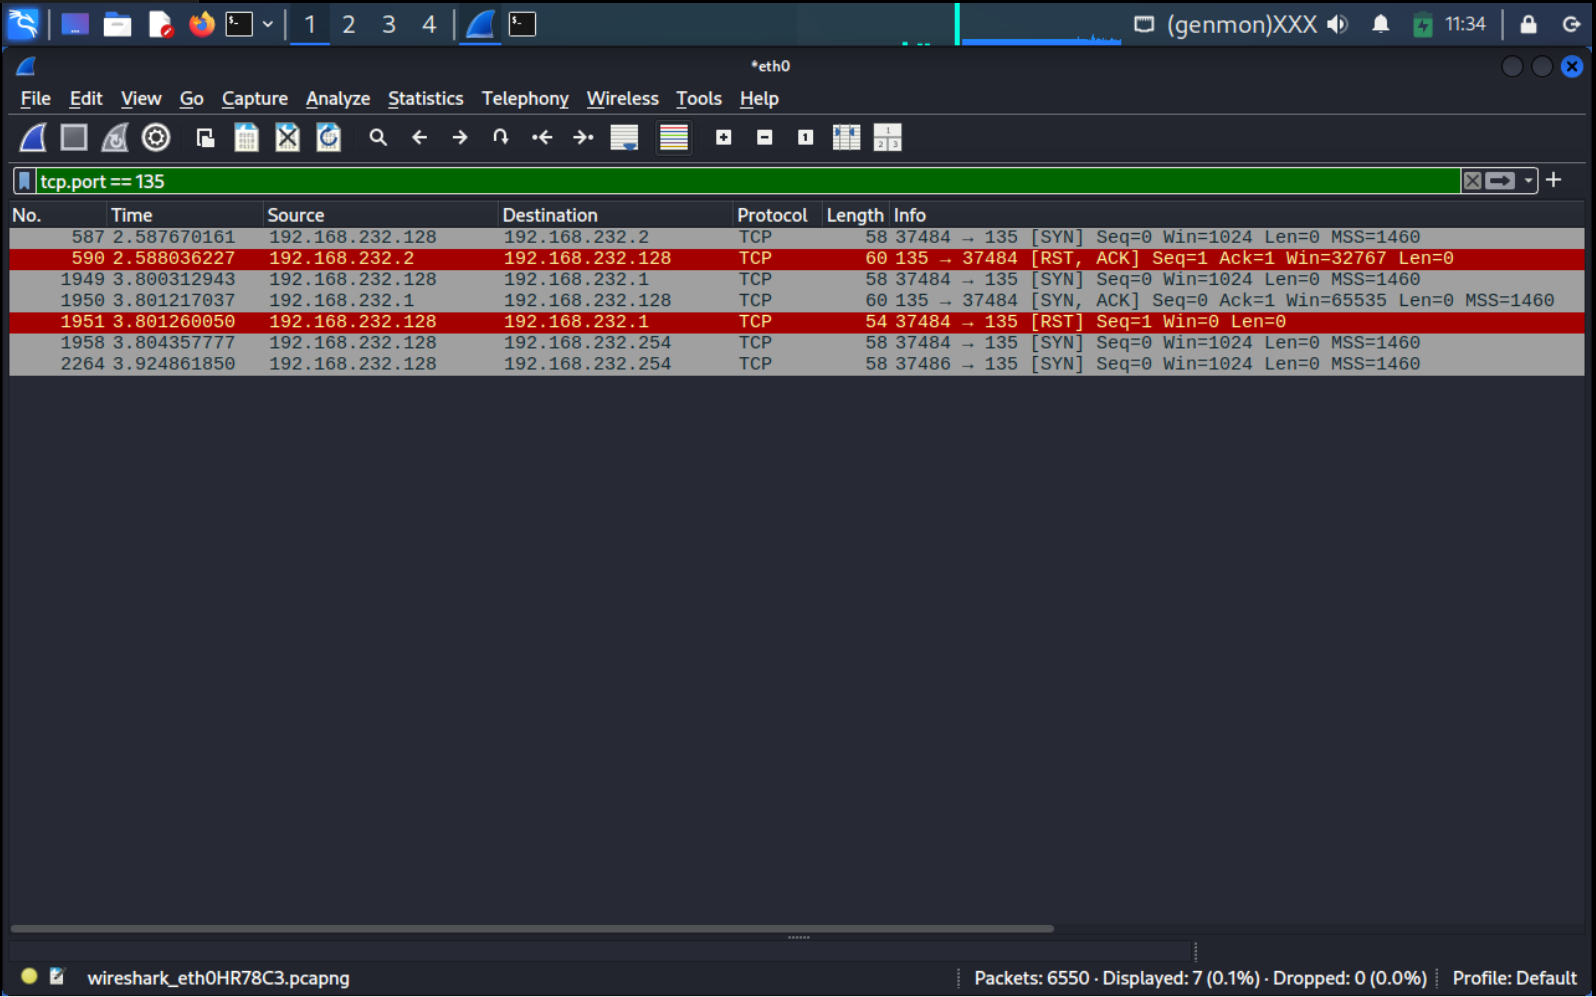 1 2 3 4 (genmon)XXX 11:34
*eth0
File Edit View Go Capture Analyze Statistics Telephony Wireless Tools Help
tcp.port == 135
No. Time Source Destination Protocol Length Info
587 2.587670161 192.168.232.128 192.168.232.2 TCP 58 37484 → 135 [SYN] Seq=0 Win=1024 Len=0 MSS=1460
590 2.588036227 192.168.232.2 192.168.232.128 TCP 60 135 → 37484 [RST, ACK] Seq=1 Ack=1 Win=32767 Len=0
1949 3.800312943 192.168.232.128 192.168.232.1 TCP 58 37484 → 135 [SYN] Seq=0 Win=1024 Len=0 MSS=1460
1950 3.801217037 192.168.232.1 192.168.232.128 TCP 60 135 → 37484 [SYN, ACK] Seq=0 Ack=1 Win=65535 Len=0 MSS=1460
1951 3.801260050 192.168.232.128 192.168.232.1 TCP 54 37484 → 135 [RST] Seq=1 Win=0 Len=0
1958 3.804357777 192.168.232.128 192.168.232.254 TCP 58 37484 → 135 [SYN] Seq=0 Win=1024 Len=0 MSS=1460
2264 3.924861850 192.168.232.128 192.168.232.254 TCP 58 37486 → 135 [SYN] Seq=0 Win=1024 Len=0 MSS=1460
wireshark_eth0HR78C3.pcapng Packets: 6550 · Displayed: 7 (0.1%) · Dropped: 0 (0.0%) Profile: Default